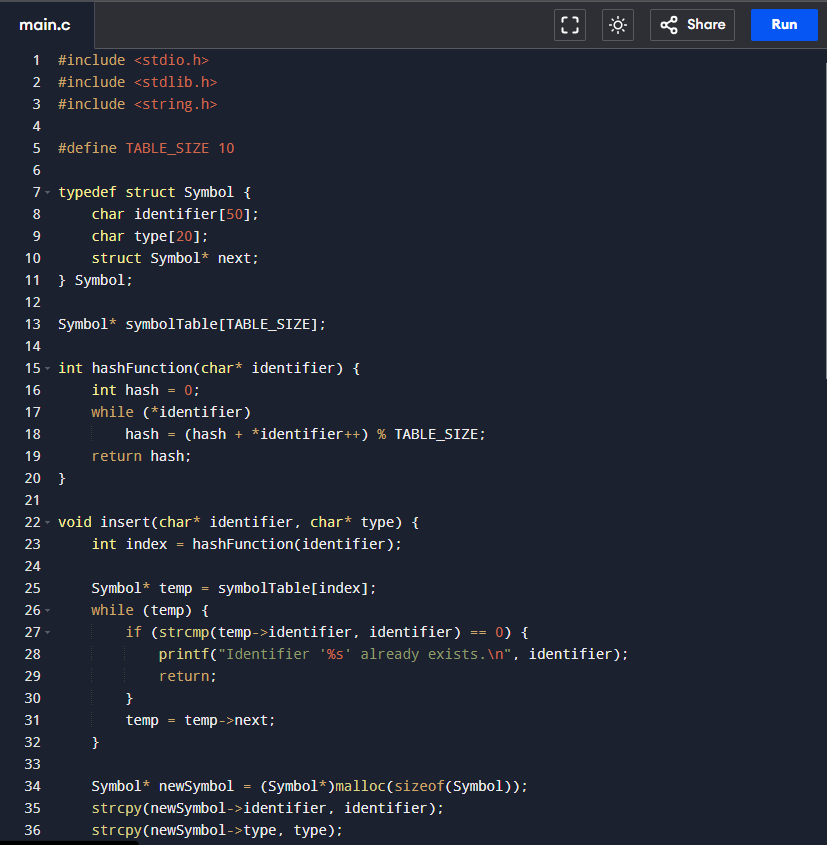 main.c
Share
Run
1 #include <stdio.h>
2 #include <stdlib.h>
3 #include <string.h>
4
5 #define TABLE_SIZE 10
6
7 typedef struct Symbol {
8     char identifier[50];
9     char type[20];
10     struct Symbol* next;
11 } Symbol;
12
13 Symbol* symbolTable[TABLE_SIZE];
14
15 int hashFunction(char* identifier) {
16     int hash = 0;
17     while (*identifier)
18         hash = (hash + *identifier++) % TABLE_SIZE;
19     return hash;
20 }
21
22 void insert(char* identifier, char* type) {
23     int index = hashFunction(identifier);
24
25     Symbol* temp = symbolTable[index];
26     while (temp) {
27         if (strcmp(temp->identifier, identifier) == 0) {
28             printf("Identifier '%s' already exists.\n", identifier);
29             return;
30         }
31         temp = temp->next;
32     }
33
34     Symbol* newSymbol = (Symbol*)malloc(sizeof(Symbol));
35     strcpy(newSymbol->identifier, identifier);
36     strcpy(newSymbol->type, type);